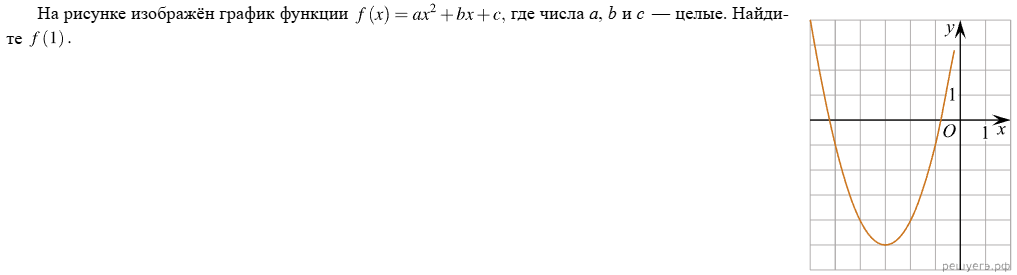 На рисунке изображён график функции f(x) = ax² + bx + c, где числа a, b и c — целые. Найди-
те f(1).
y
1
O
1
x
решуегэ.рф